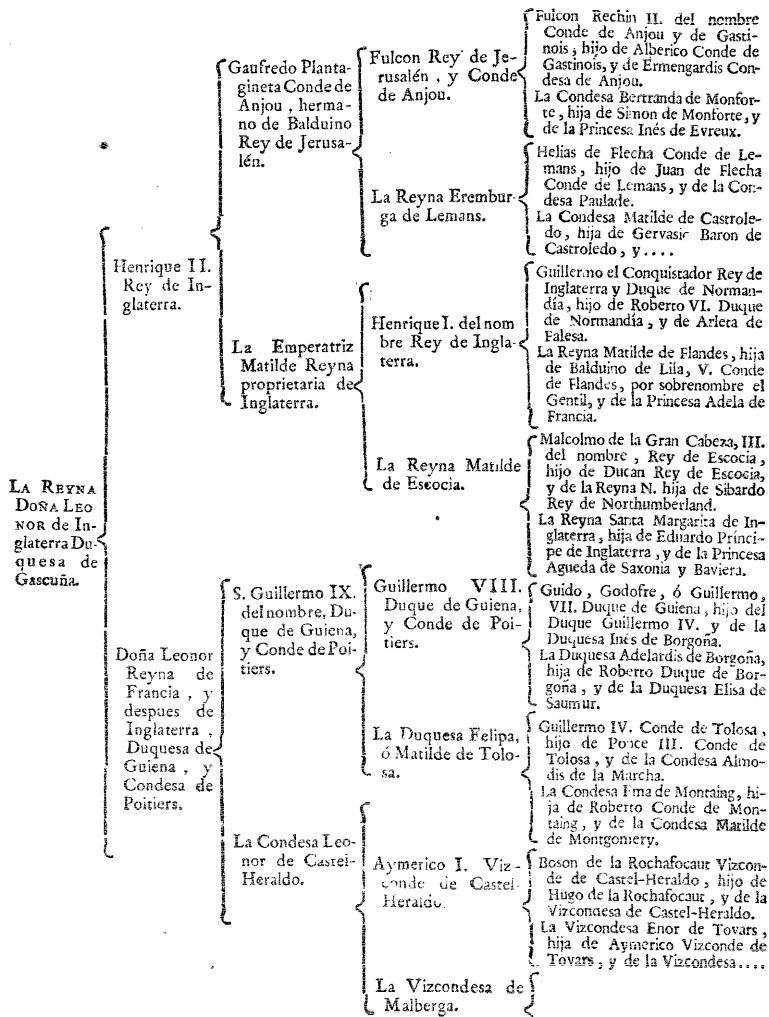 LA REYNA
DOÑA LEO
NOR de In-
glaterra Du-
quesa de
Gascuña.
Henrique II.
Rey de In-
glaterra.
Gaufredo Planta-
gineta Conde de
Anjou, herma-
no de Balduino
Rey de Jerusa-
lén.
Fulcon Rey de Je-
rusalén, y Conde
de Anjou.
Fulcon Rechin II. del nombre
Conde de Anjou y de Gasti-
nois, hijo de Alberico Conde de
Gastinois, y de Ermengardis Con-
desa de Anjou.
La Condesa Bertranda de Monfor-
te, hija de Simon de Monforte, y
de la Princesa Inés de Evreux.
La Reyna Erembur-
ga de Lemans.
Helias de Flecha Conde de Le-
mans, hijo de Juan de Flecha
Conde de Lemans, y de la Con-
desa Paulade.
La Condesa Matilde de Castrole-
do, hija de Gervasio Baron de
Castroledo, y....
La Emperatriz
Matilde Reyna
proprietaria de
Inglaterra.
Henrique I. del nom-
bre Rey de Ingla-
terra.
Guillermo el Conquistador Rey de
Inglaterra y Duque de Norman-
día, hijo de Roberto VI. Duque
de Normandía, y de Arleta de
Falesa.
La Reyna Matilde de Flandes, hija
de Balduino de Lila, V. Conde
de Flandes, por sobrenombre el
Gentil, y de la Princesa Adela de
Francia.
La Reyna Matilde
de Escocia.
Malcolmo de la Gran Cabeza, III.
del nombre, Rey de Escocia,
hijo de Ducan Rey de Escocia,
y de la Reyna N. hija de Sibardo
Rey de Northumberland.
La Reyna Santa Margarita de In-
glaterra, hija de Eduardo Prínci-
pe de Inglaterra, y de la Princesa
Agueda de Saxonia y Baviera.
Doña Leonor
Reyna de
Francia, y
despues de
Inglaterra,
Duquesa de
Guiena, y
Condesa de
Poitiers.
S. Guillermo IX.
del nombre, Du-
que de Guiena,
y Conde de Poi-
tiers.
Guillermo VIII.
Duque de Guiena,
y Conde de Poi-
tiers.
Guido, Godofre, ó Guillermo,
VII. Duque de Guiena, hijo del
Duque Guillermo IV. y de la
Duquesa Inés de Borgoña.
La Duquesa Adelardis de Borgoña,
hija de Roberto Duque de Bor-
goña, y de la Duquesa Elisa de
Saumur.
La Duquesa Felipa,
ó Matilde de Tolo-
sa.
Guillermo IV. Conde de Tolosa,
hijo de Ponce III. Conde de
Tolosa, y de la Condesa Almo-
dis de la Marcha.
La Condesa Ema de Montaing, hi-
ja de Roberto Conde de Mon-
taing, y de la Condesa Matilde
de Montgomery.
La Condesa Leo-
nor de Castel-
Heraldo.
Aymerico I. Viz-
conde de Castel-
Heraldo.
Boson de la Rochafocaut Vizcon-
de de Castel-Heraldo, hijo de
Hugo de la Rochafocaut, y de la
Vizcondesa de Castel-Heraldo.
La Vizcondesa Enor de Tovars,
hija de Aymerico Vizconde de
Tovars, y de la Vizcondesa....
La Vizcondesa de
Malberga.